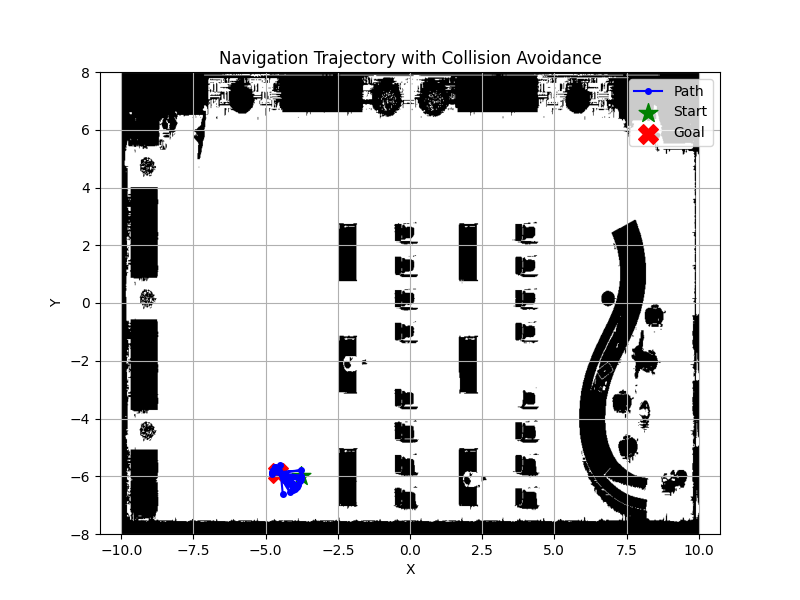 Navigation Trajectory with Collision Avoidance
Path
Start
Goal
8
6
4
2
0
−2
−4
−6
−8
Y
−10.0 −7.5 −5.0 −2.5 0.0 2.5 5.0 7.5 10.0
X